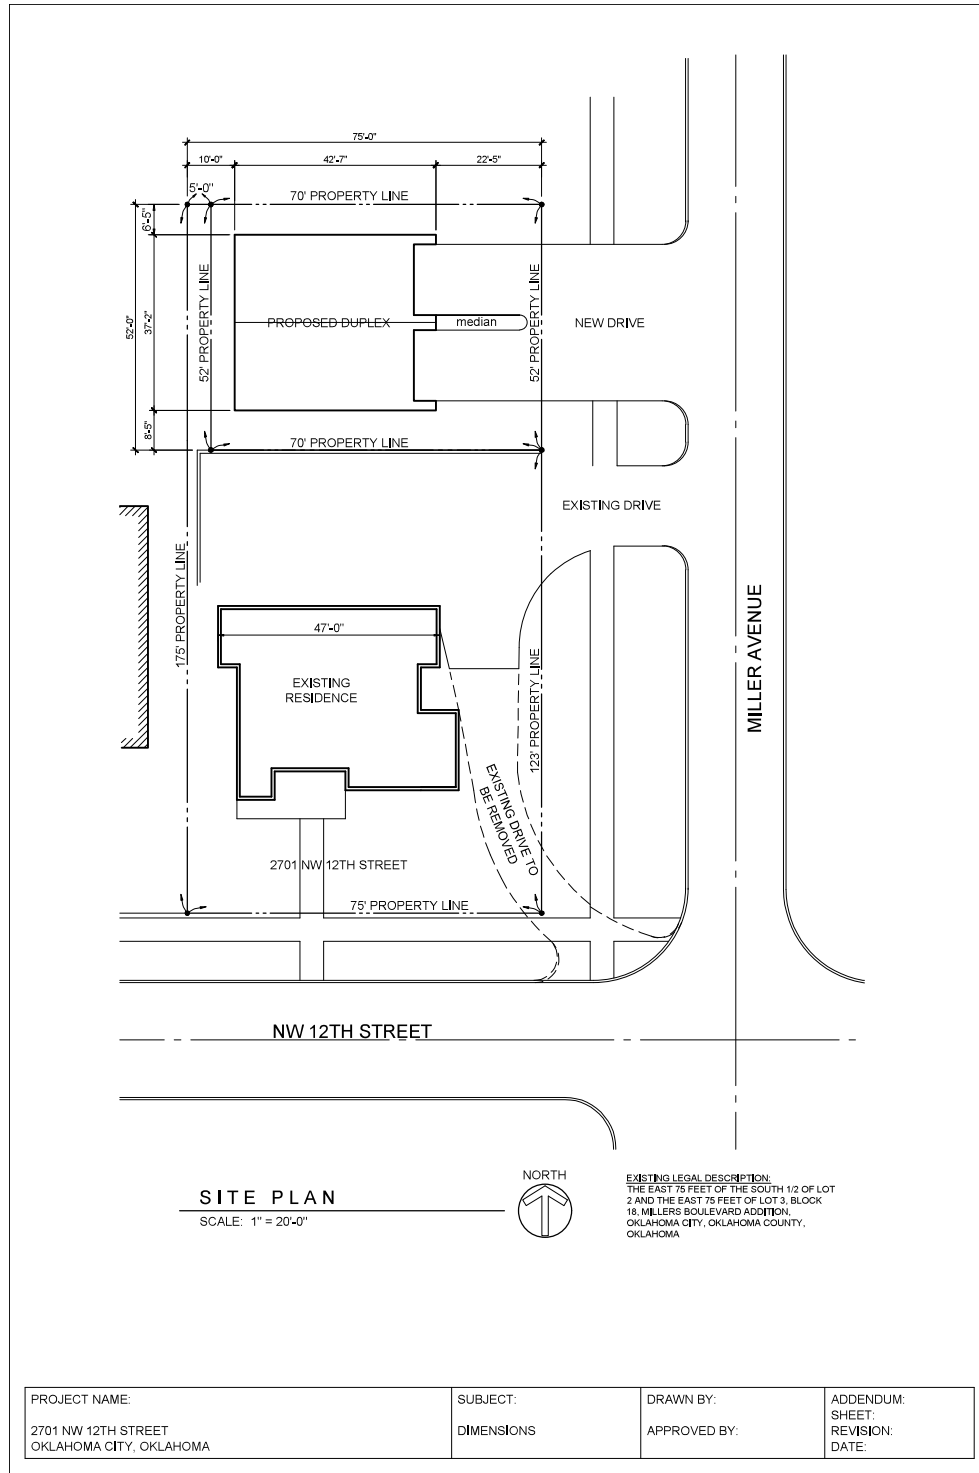 75'-0"
10'-0"
42'-7"
22'-5"
5'-0"
70' PROPERTY LINE
6'-5"
52'-0"
37'-2"
8'-5"
52' PROPERTY LINE
PROPOSED DUPLEX
median
52' PROPERTY LINE
NEW DRIVE
70' PROPERTY LINE
EXISTING DRIVE
175' PROPERTY LINE
47'-0"
EXISTING
RESIDENCE
123' PROPERTY LINE
MILLER AVENUE
EXISTING DRIVE TO
BE REMOVED
2701 NW 12TH STREET
75' PROPERTY LINE
NW 12TH STREET
SITE PLAN
SCALE: 1" = 20'-0"
NORTH
EXISTING LEGAL DESCRIPTION:
THE EAST 75 FEET OF THE SOUTH 1/2 OF LOT
2 AND THE EAST 75 FEET OF LOT 3, BLOCK
18, MILLERS BOULEVARD ADDITION,
OKLAHOMA CITY, OKLAHOMA COUNTY,
OKLAHOMA
PROJECT NAME:
2701 NW 12TH STREET
OKLAHOMA CITY, OKLAHOMA
SUBJECT:
DIMENSIONS
DRAWN BY:
APPROVED BY:
ADDENDUM:
SHEET:
REVISION:
DATE: